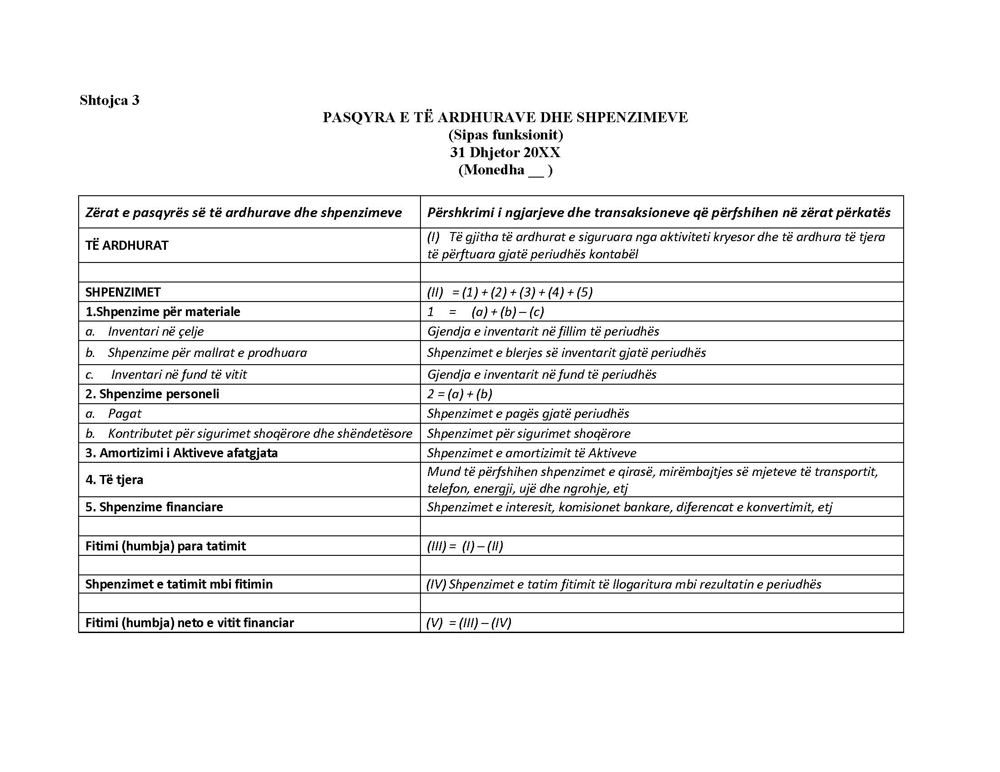 Shtojca 3
PASQYRA E TË ARDHURAVE DHE SHPENZIMEVE
(Sipas funksionit)
31 Dhjetor 20XX
(Monedha __ )
Zërat e pasqyrës së të ardhurave dhe shpenzimeve
Përshkrimi i ngjarjeve dhe transaksioneve që përfshihen në zërat përkatës
TË ARDHURAT
(I) Të gjitha të ardhurat e siguruara nga aktiviteti kryesor dhe të ardhura të tjera
të përftuara gjatë periudhës kontabël
SHPENZIMET
(II) = (1) + (2) + (3) + (4) + (5)
1.Shpenzime për materiale
1 = (a) + (b) – (c)
a. Inventari në çelje
Gjendja e inventarit në fillim të periudhës
b. Shpenzime për mallrat e prodhuara
Shpenzimet e blerjes së inventarit gjatë periudhës
c. Inventari në fund të vitit
Gjendja e inventarit në fund të periudhës
2. Shpenzime personeli
2 = (a) + (b)
a. Pagat
Shpenzimet e pagës gjatë periudhës
b. Kontributet për sigurimet shoqërore dhe shëndetësore
Shpenzimet për sigurimet shoqërore
3. Amortizimi i Aktiveve afatgjata
Shpenzimet e amortizimit të Aktiveve
4. Të tjera
Mund të përfshihen shpenzimet e qirasë, mirëmbajtjes së mjeteve të transportit,
telefon, energji, ujë dhe ngrohje, etj
5. Shpenzime financiare
Shpenzimet e interesit, komisionet bankare, diferencat e konvertimit, etj
Fitimi (humbja) para tatimit
(III) = (I) – (II)
Shpenzimet e tatimit mbi fitimin
(IV) Shpenzimet e tatim fitimit të llogaritura mbi rezultatin e periudhës
Fitimi (humbja) neto e vitit financiar
(V) = (III) – (IV)